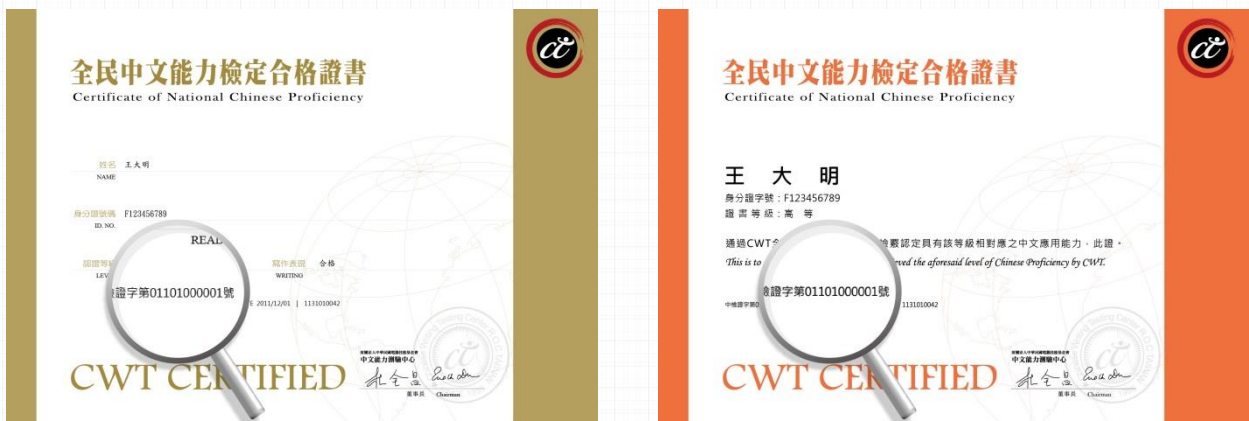 全民中文能力檢定合格證書
Certificate of National Chinese Proficiency
姓名 王大明
NAME
身分證號碼 F123456789
ID. NO.
READ
寫作表現 合格
WRITING
證字第01101000001號
2011/12/01 | 1131010042
中文能力測驗中心
董事長 Chairman
CWT CERTIFIED
ct
全民中文能力檢定合格證書
Certificate of National Chinese Proficiency
王大明
身分證字號：F123456789
證書等級：高 等
通過CWT 認定具有該等級相對應之中文應用能力，此證。
This is to the aforesaid level of Chinese Proficiency by CWT.
證字第01101000001號
1131010042
中文能力測驗中心
董事長 Chairman
CWT CERTIFIED
ct